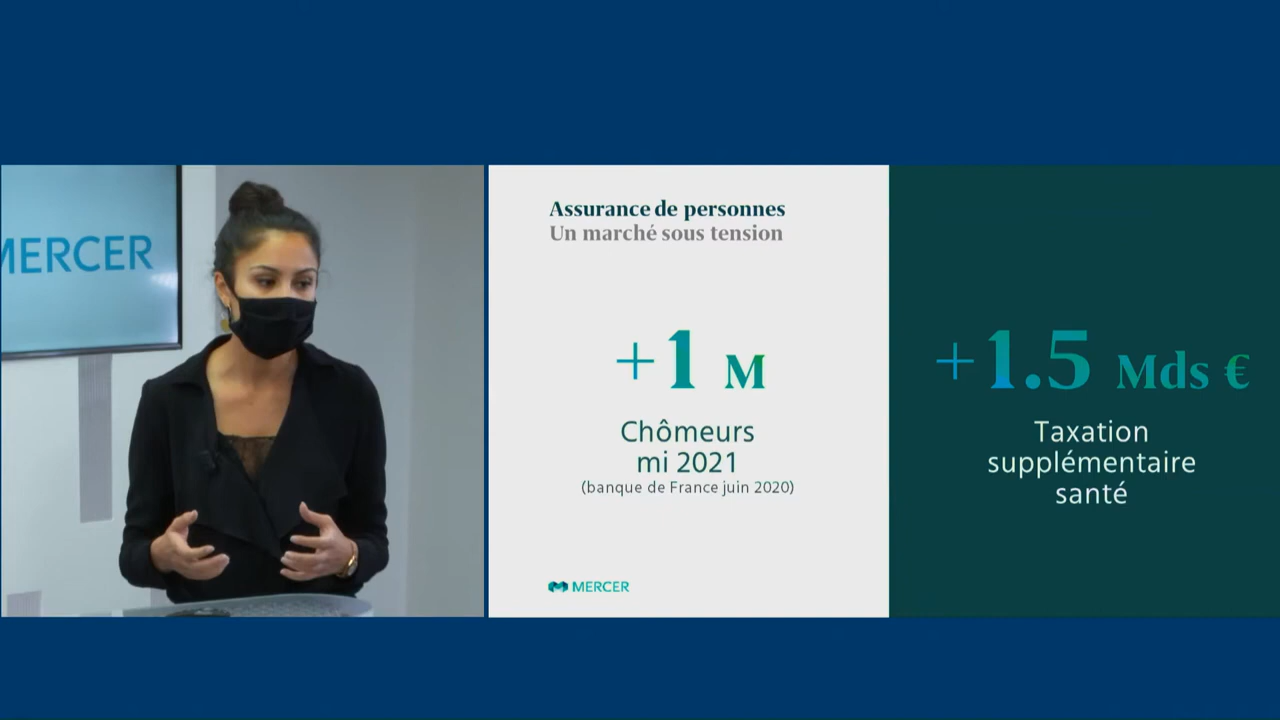 MERCER
Assurance de personnes
Un marché sous tension
+1 M
Chômeurs
mi 2021
(banque de France juin 2020)
MERCER
+1.5 Mds €
Taxation
supplémentaire
santé